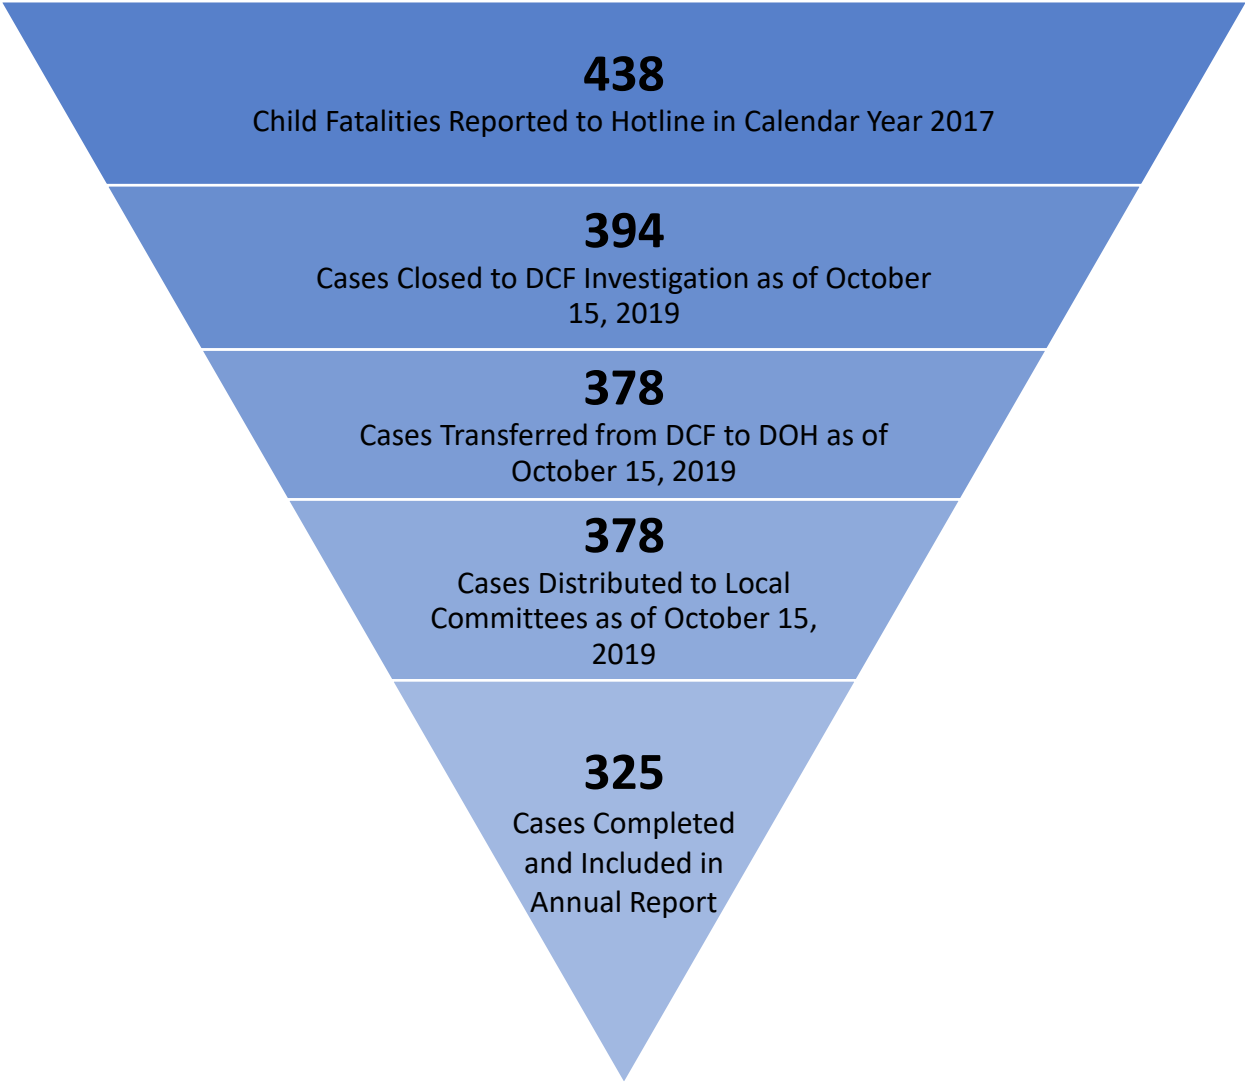 438
Child Fatalities Reported to Hotline in Calendar Year 2017
394
Cases Closed to DCF Investigation as of October
15, 2019
378
Cases Transferred from DCF to DOH as of
October 15, 2019
378
Cases Distributed to Local
Committees as of October 15,
2019
325
Cases Completed
and Included in
Annual Report